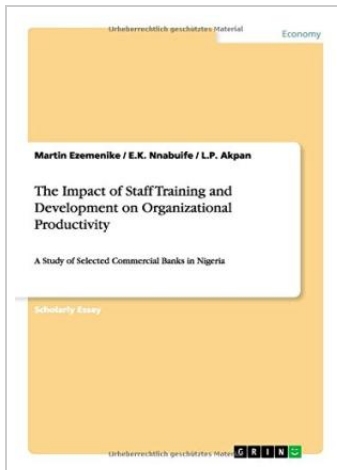 Urheberrechtlich geschütztes Material
Economy
Martin Ezemenike / E.K. Nnabuife / L.P. Akpan
The Impact of Staff Training and
Development on Organizational
Productivity
A Study of Selected Commercial Banks in Nigeria
Scholarly Essay
Urheberrechtlich geschütztes Material
GRIN